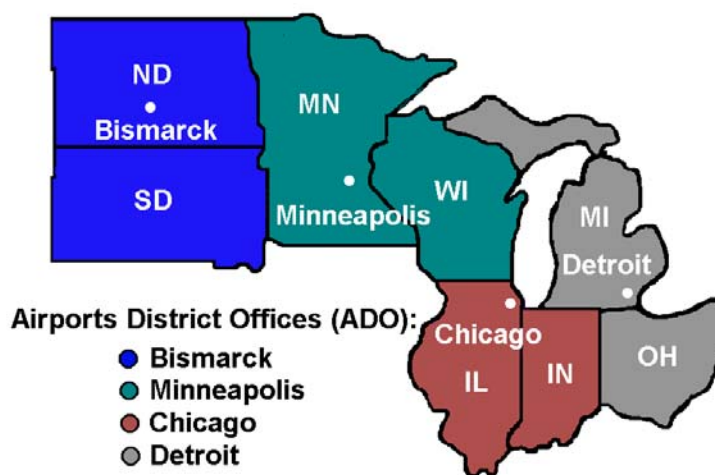 ND
Bismarck
MN
SD
Minneapolis
WI
MI
Detroit
Airports District Offices (ADO):
Chicago
Bismarck
OH
Minneapolis
IL
IN
Chicago
Detroit